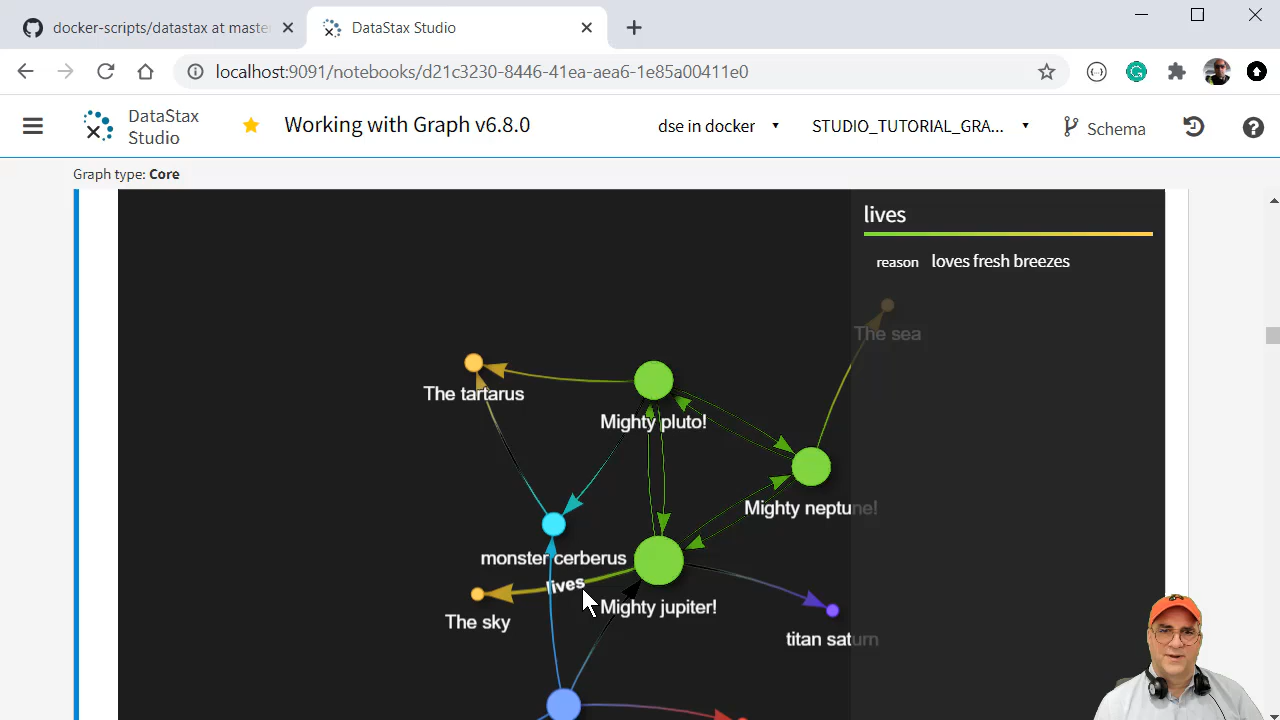 docker-scripts/datastax at maste
DataStax Studio
localhost:9091/notebooks/d21c3230-8446-41ea-aea6-1e85a00411e0
DataStax
Studio
Working with Graph v6.8.0
dse in docker
STUDIO_TUTORIAL_GRA...
Schema
Graph type: Core
lives
reason loves fresh breezes
The sea
The tartarus
Mighty pluto!
Mighty neptune!
monster cerberus
lives
The sky
Mighty jupiter!
titan saturn